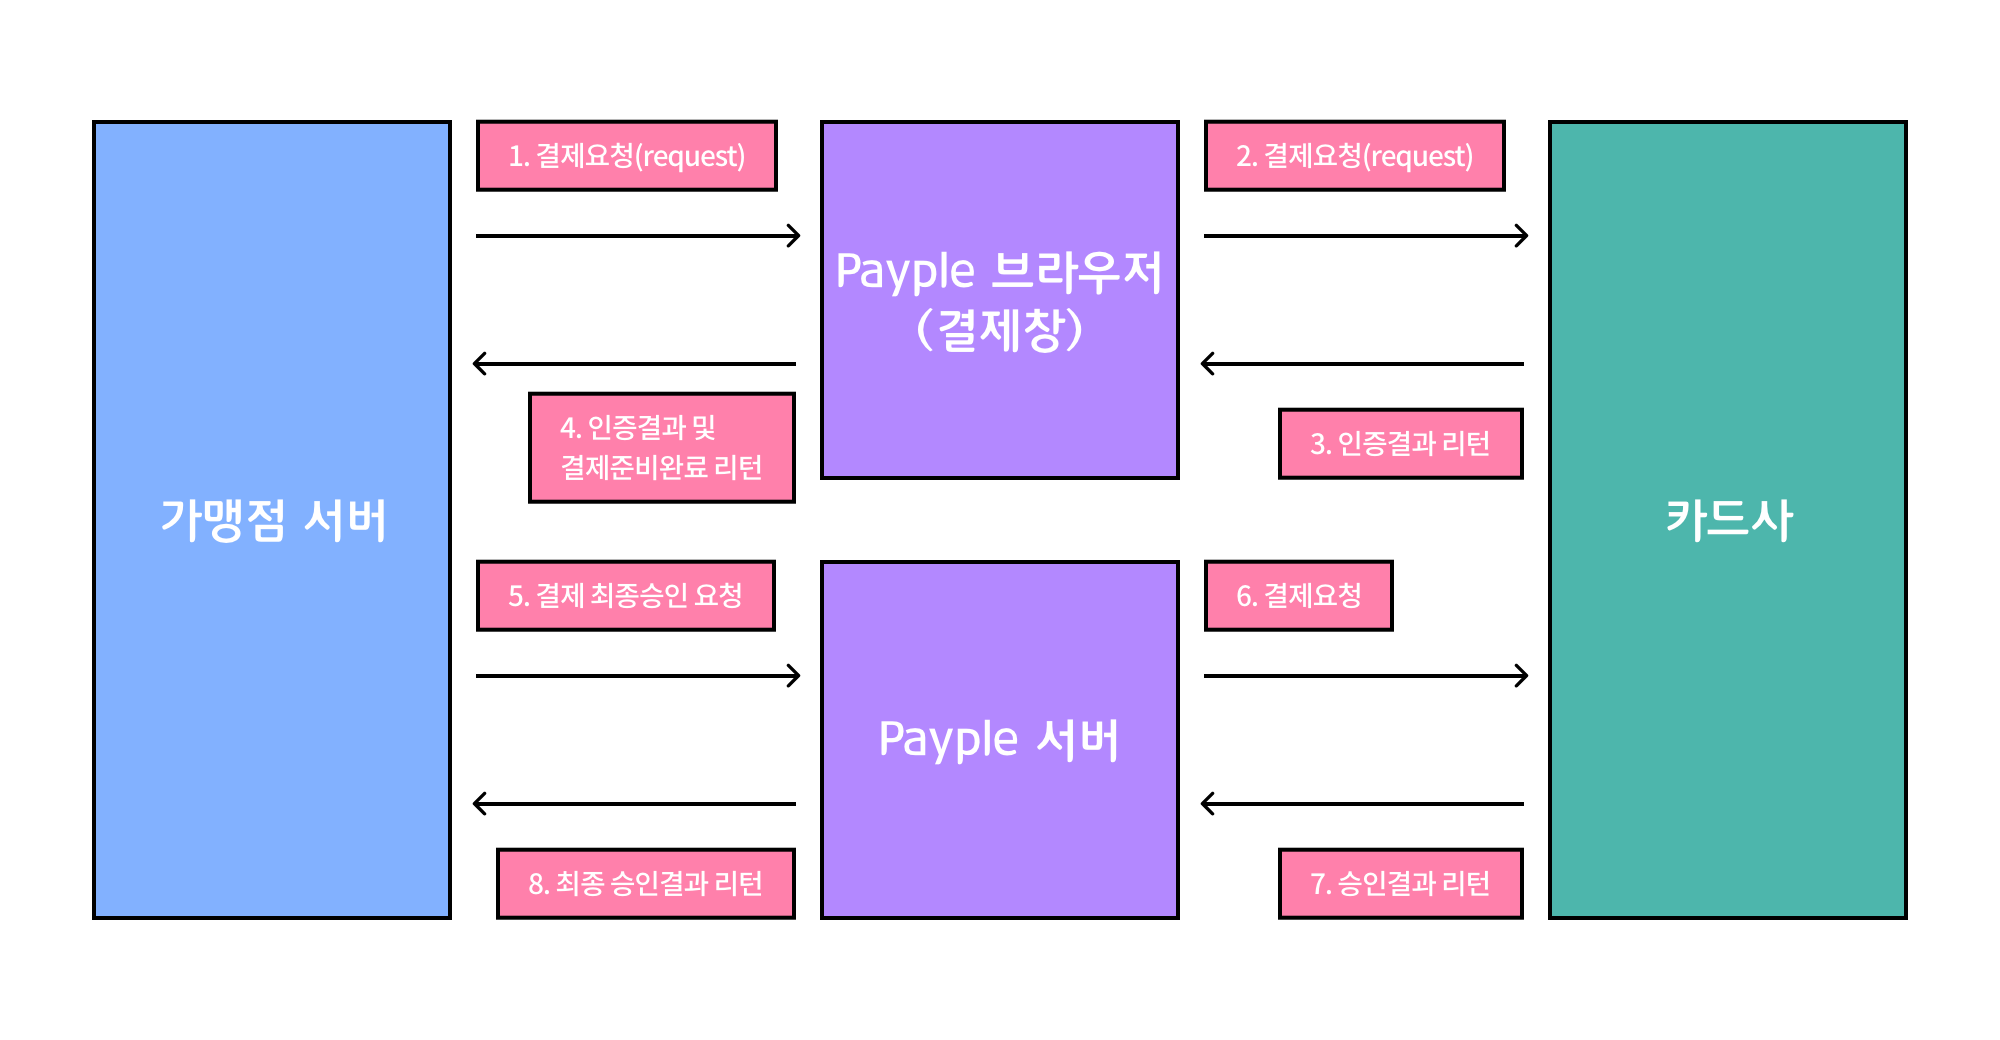 1. 결제요청(request)
2. 결제요청(request)
Payple 브라우저
(결제창)
4. 인증결과 및
결제준비완료 리턴
3. 인증결과 리턴
가맹점 서버
카드사
5. 결제 최종승인 요청
6. 결제요청
Payple 서버
8. 최종 승인결과 리턴
7. 승인결과 리턴